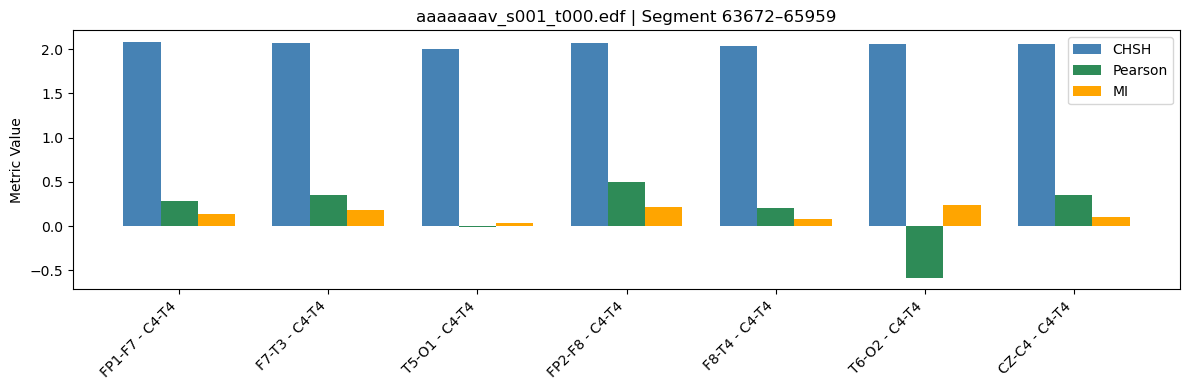 aaaaaaav_s001_t000.edf | Segment 63672–65959
Metric Value
2.0
1.5
1.0
0.5
0.0
−0.5
CHSH
Pearson
MI
FP1-F7 - C4-T4
F7-T3 - C4-T4
T5-O1 - C4-T4
FP2-F8 - C4-T4
F8-T4 - C4-T4
T6-O2 - C4-T4
CZ-C4 - C4-T4